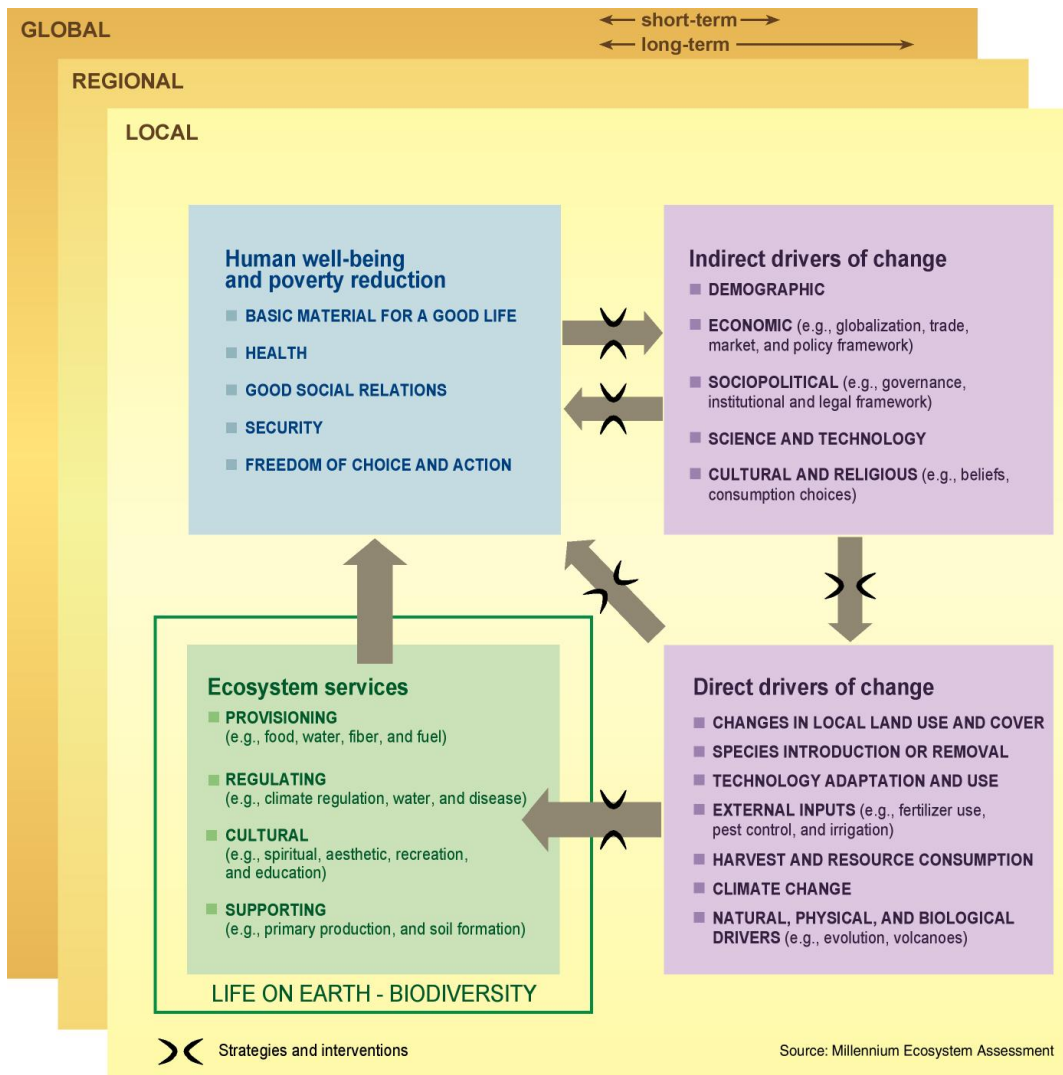 GLOBAL
short-term
long-term
REGIONAL
LOCAL
Human well-being
and poverty reduction
BASIC MATERIAL FOR A GOOD LIFE
HEALTH
GOOD SOCIAL RELATIONS
SECURITY
FREEDOM OF CHOICE AND ACTION
Indirect drivers of change
DEMOGRAPHIC
ECONOMIC (e.g., globalization, trade,
market, and policy framework)
SOCIOPOLITICAL (e.g., governance,
institutional and legal framework)
SCIENCE AND TECHNOLOGY
CULTURAL AND RELIGIOUS (e.g., beliefs,
consumption choices)
Ecosystem services
PROVISIONING
(e.g., food, water, fiber, and fuel)
REGULATING
(e.g., climate regulation, water, and disease)
CULTURAL
(e.g., spiritual, aesthetic, recreation,
and education)
SUPPORTING
(e.g., primary production, and soil formation)
LIFE ON EARTH - BIODIVERSITY
Direct drivers of change
CHANGES IN LOCAL LAND USE AND COVER
SPECIES INTRODUCTION OR REMOVAL
TECHNOLOGY ADAPTATION AND USE
EXTERNAL INPUTS (e.g., fertilizer use,
pest control, and irrigation)
HARVEST AND RESOURCE CONSUMPTION
CLIMATE CHANGE
NATURAL, PHYSICAL, AND BIOLOGICAL
DRIVERS (e.g., evolution, volcanoes)
Strategies and interventions
Source: Millennium Ecosystem Assessment